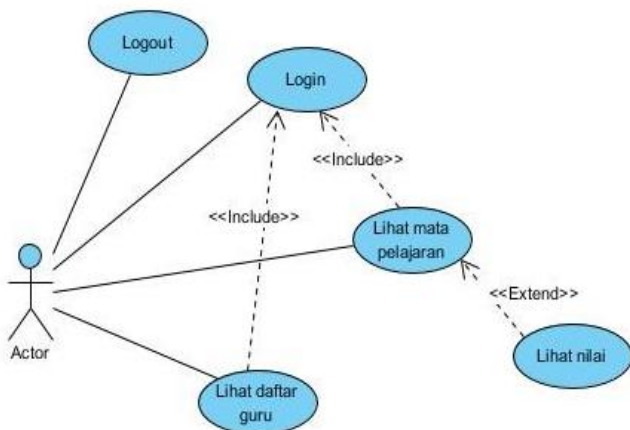 Logout
Login
<<Include>>
<<Include>>
Lihat mata
pelajaran
<<Extend>>
Actor
Lihat nilai
Lihat daftar
guru